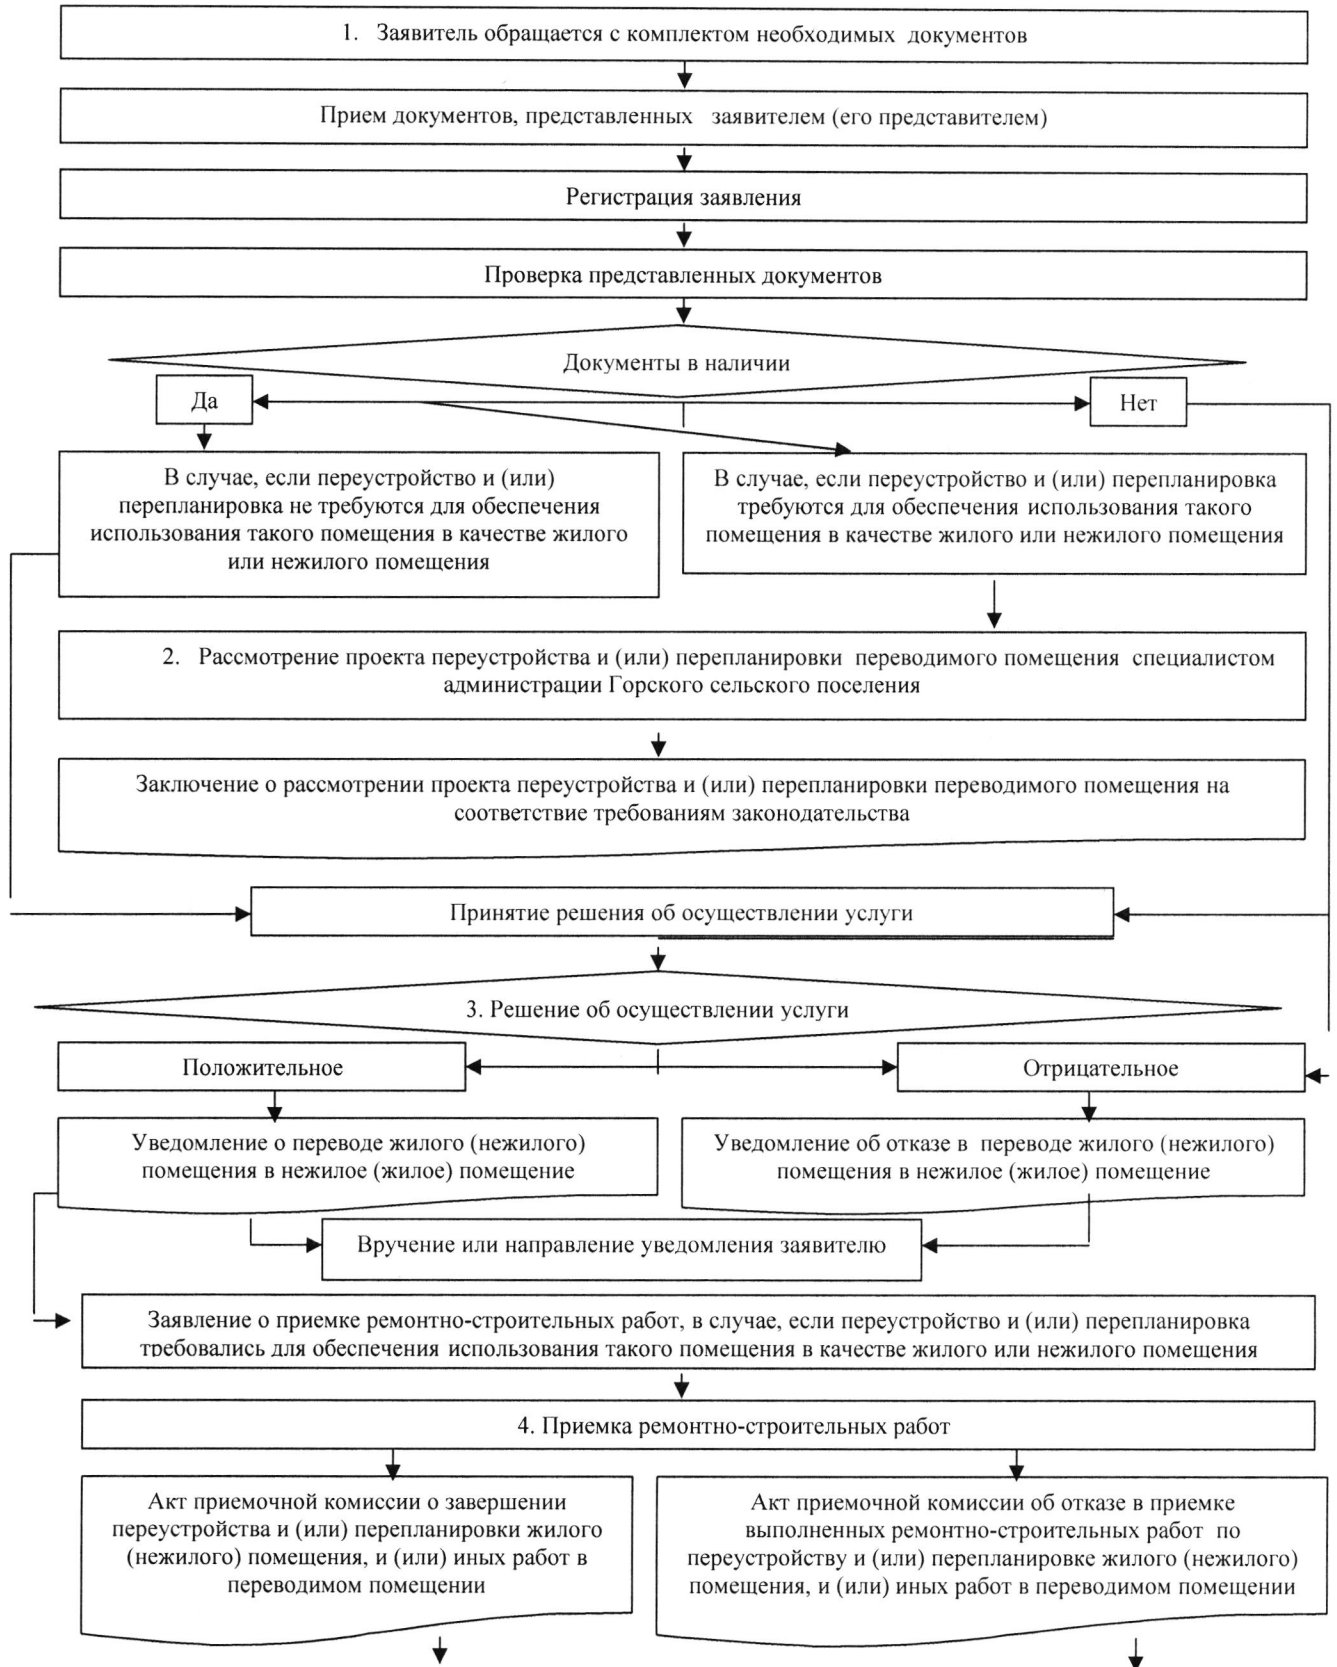 1. Заявитель обращается с комплектом необходимых документов
Прием документов, представленных заявителем (его представителем)
Регистрация заявления
Проверка представленных документов
Документы в наличии
Да
Нет
В случае, если переустройство и (или)
перепланировка не требуются для обеспечения
использования такого помещения в качестве жилого
или нежилого помещения
В случае, если переустройство и (или) перепланировка
требуются для обеспечения использования такого
помещения в качестве жилого или нежилого помещения
2. Рассмотрение проекта переустройства и (или) перепланировки переводимого помещения специалистом
администрации Горского сельского поселения
Заключение о рассмотрении проекта переустройства и (или) перепланировки переводимого помещения на
соответствие требованиям законодательства
Принятие решения об осуществлении услуги
3. Решение об осуществлении услуги
Положительное
Отрицательное
Уведомление о переводе жилого (нежилого)
помещения в нежилое (жилое) помещение
Уведомление об отказе в переводе жилого (нежилого)
помещения в нежилое (жилое) помещение
Вручение или направление уведомления заявителю
Заявление о приемке ремонтно-строительных работ, в случае, если переустройство и (или) перепланировка
требовались для обеспечения использования такого помещения в качестве жилого или нежилого помещения
4. Приемка ремонтно-строительных работ
Акт приемочной комиссии о завершении
переустройства и (или) перепланировки жилого
(нежилого) помещения, и (или) иных работ в
переводимом помещении
Акт приемочной комиссии об отказе в приемке
выполненных ремонтно-строительных работ по
переустройству и (или) перепланировке жилого (нежилого)
помещения, и (или) иных работ в переводимом помещении